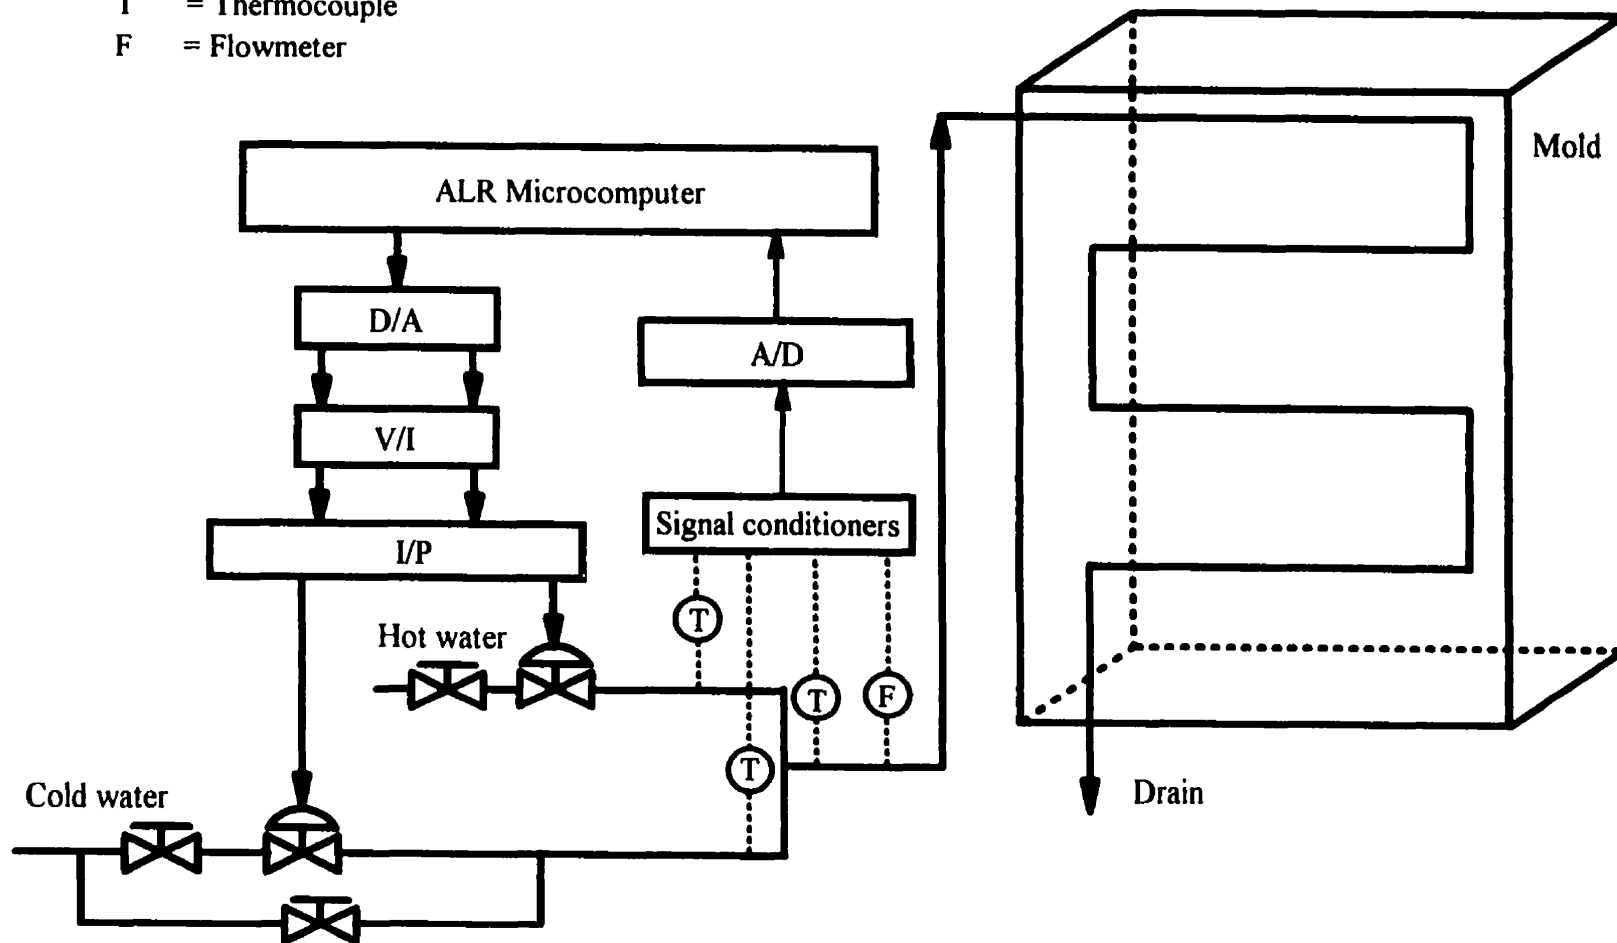 T = Thermocouple
F = Flowmeter
Mold
ALR Microcomputer
D/A
A/D
V/I
Signal conditioners
I/P
T
Hot water
T
F
T
Cold water
Drain